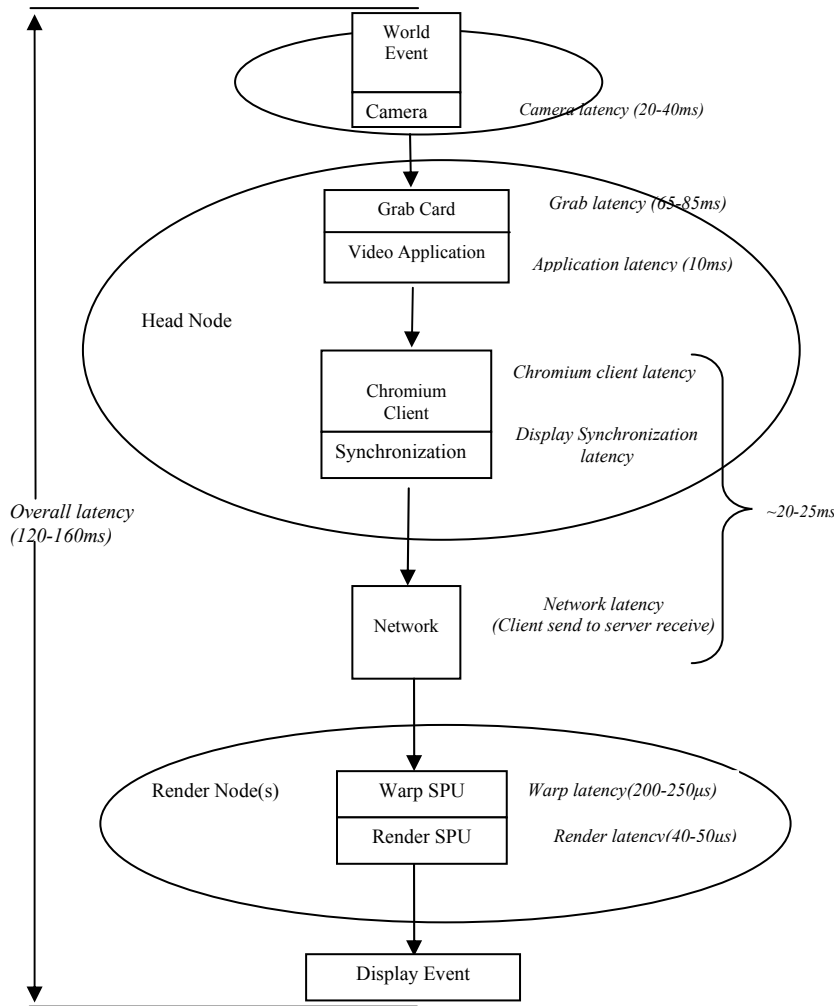 World
Event
Camera
Camera latency (20-40ms)
Grab Card
Grab latency (65-85ms)
Video Application
Application latency (10ms)
Head Node
Chromium
Client
Chromium client latency
Synchronization
Display Synchronization
latency
Overall latency
(120-160ms)
~20-25ms
Network
Network latency
(Client send to server receive)
Render Node(s)
Warp SPU
Warp latency(200-250μs)
Render SPU
Render latency(40-50μs)
Display Event